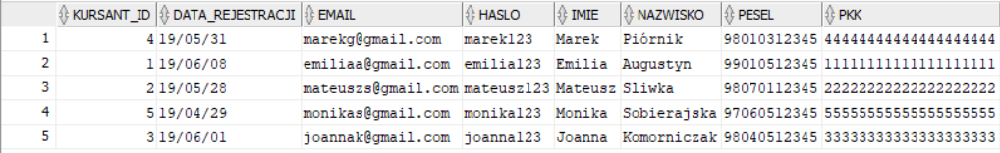 KURSANT_ID DATA_REJESTRACJI EMAIL HASLO IMIE NAZWISKO PESEL PKK
1 4 19/05/31 marekg@gmail.com marek123 Marek Piórnik 98010312345 44444444444444444444
2 1 19/06/08 emiliaa@gmail.com emilia123 Emilia Augustyn 99010512345 11111111111111111111
3 2 19/05/28 mateuszs@gmail.com mateusz123 Mateusz Sliwka 98070112345 22222222222222222222
4 5 19/04/29 monikas@gmail.com monika123 Monika Sobierajska 97060512345 55555555555555555555
5 3 19/06/01 joannak@gmail.com joanna123 Joanna Komorniczak 98040512345 33333333333333333333